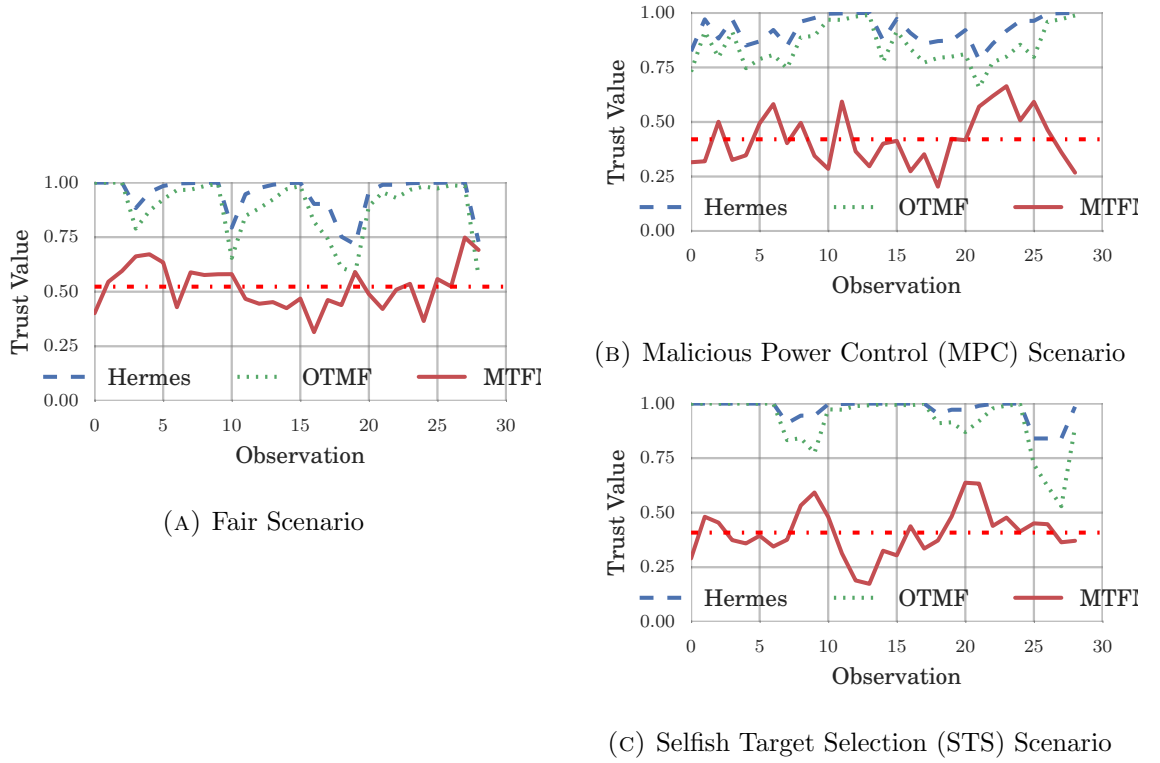 1.00
0.75
0.50
0.25
0.00
Trust Value
Hermes OTMF MTFM
0 5 10 15 20 25 30
Observation
(A) Fair Scenario
1.00
0.75
0.50
0.25
0.00
Trust Value
Hermes OTMF MTFM
0 5 10 15 20 25 30
Observation
(B) Malicious Power Control (MPC) Scenario
1.00
0.75
0.50
0.25
0.00
Trust Value
Hermes OTMF MTFM
0 5 10 15 20 25 30
Observation
(C) Selfish Target Selection (STS) Scenario